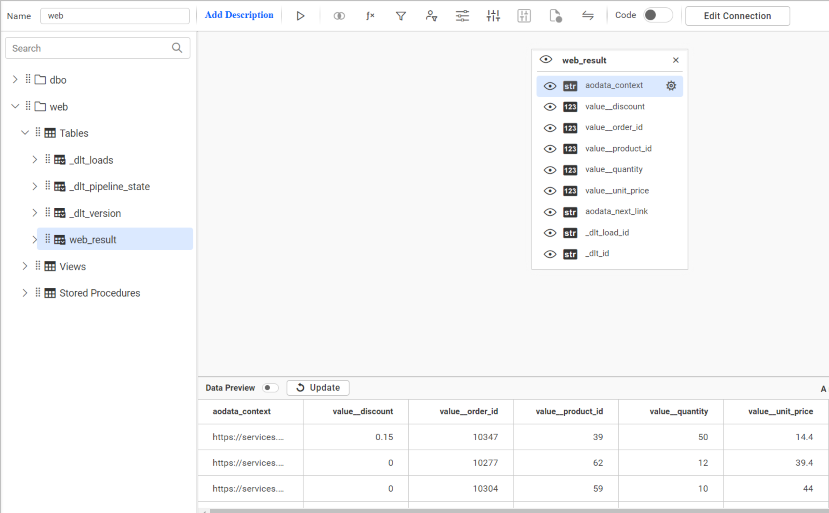 Name web Add Description ƒx Code Edit Connection
Search
dbo
web
Tables
_dlt_loads
_dlt_pipeline_state
_dlt_version
web_result
Views
Stored Procedures
web_result
str aodata_context
123 value__discount
123 value__order_id
123 value__product_id
123 value__quantity
123 value__unit_price
str aodata_next_link
str _dlt_load_id
str _dlt_id
Data Preview Update A
aodata_context value__discount value__order_id value__product_id value__quantity value__unit_price
https://services.... 0.15 10347 39 50 14.4
https://services.... 0 10277 62 12 39.4
https://services.... 0 10304 59 10 44